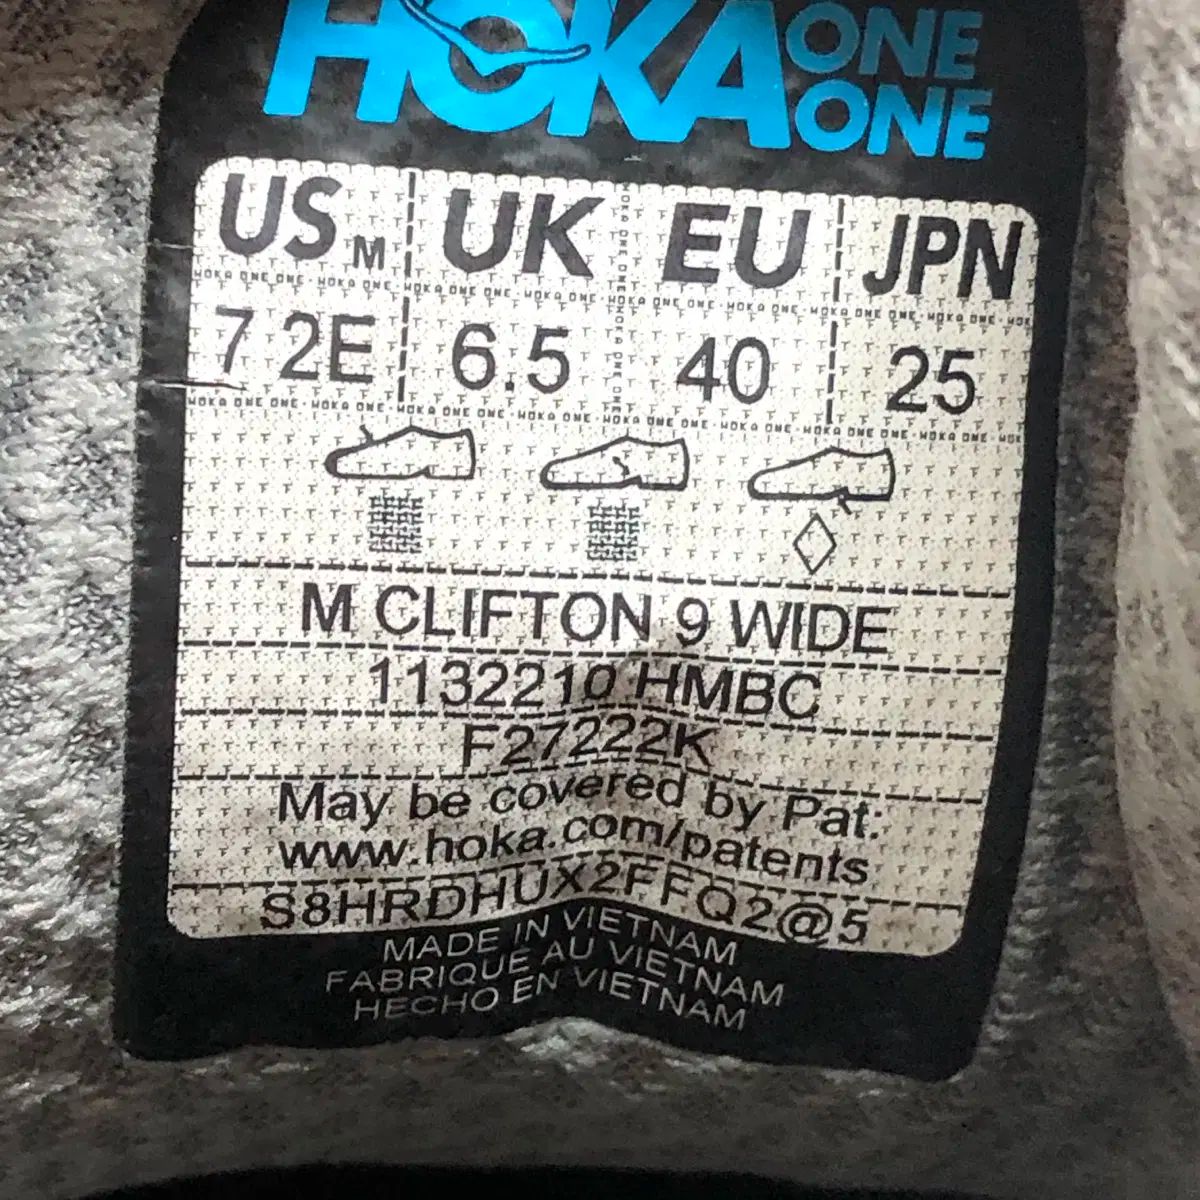 HOKA ONE ONE
US M UK EU JPN
7 2E 6.5 40 25
M CLIFTON 9 WIDE
1132210 HMBC
F27222K
May be covered by Pat:
www.hoka.com/patents
S8HRDHUX2FFQ2@5
MADE IN VIETNAM
FABRIQUE AU VIETNAM
HECHO EN VIETNAM